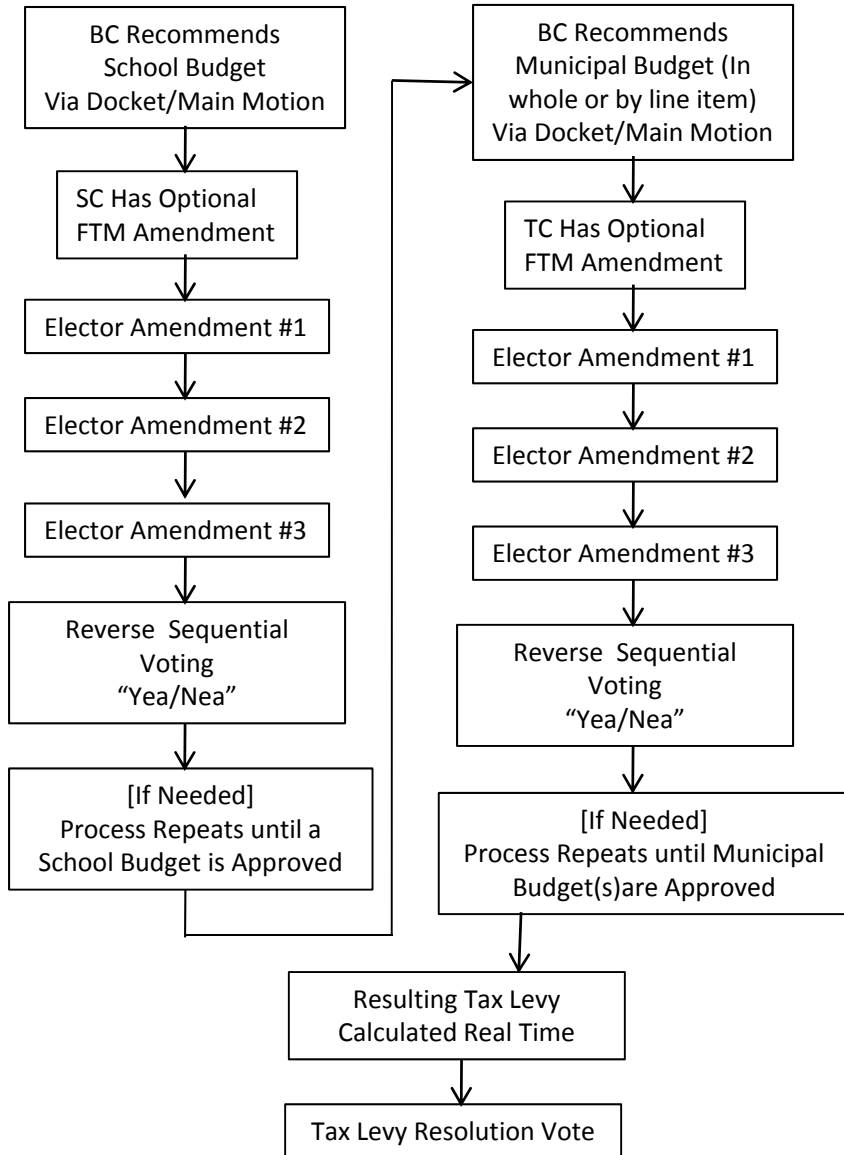 BC Recommends
School Budget
Via Docket/Main Motion
SC Has Optional
FTM Amendment
Elector Amendment #1
Elector Amendment #2
Elector Amendment #3
Reverse Sequential
Voting
“Yea/Nea”
[If Needed]
Process Repeats until a
School Budget is Approved
BC Recommends
Municipal Budget (In
whole or by line item)
Via Docket/Main Motion
TC Has Optional
FTM Amendment
Elector Amendment #1
Elector Amendment #2
Elector Amendment #3
Reverse Sequential
Voting
“Yea/Nea”
[If Needed]
Process Repeats until Municipal
Budget(s)are Approved
Resulting Tax Levy
Calculated Real Time
Tax Levy Resolution Vote